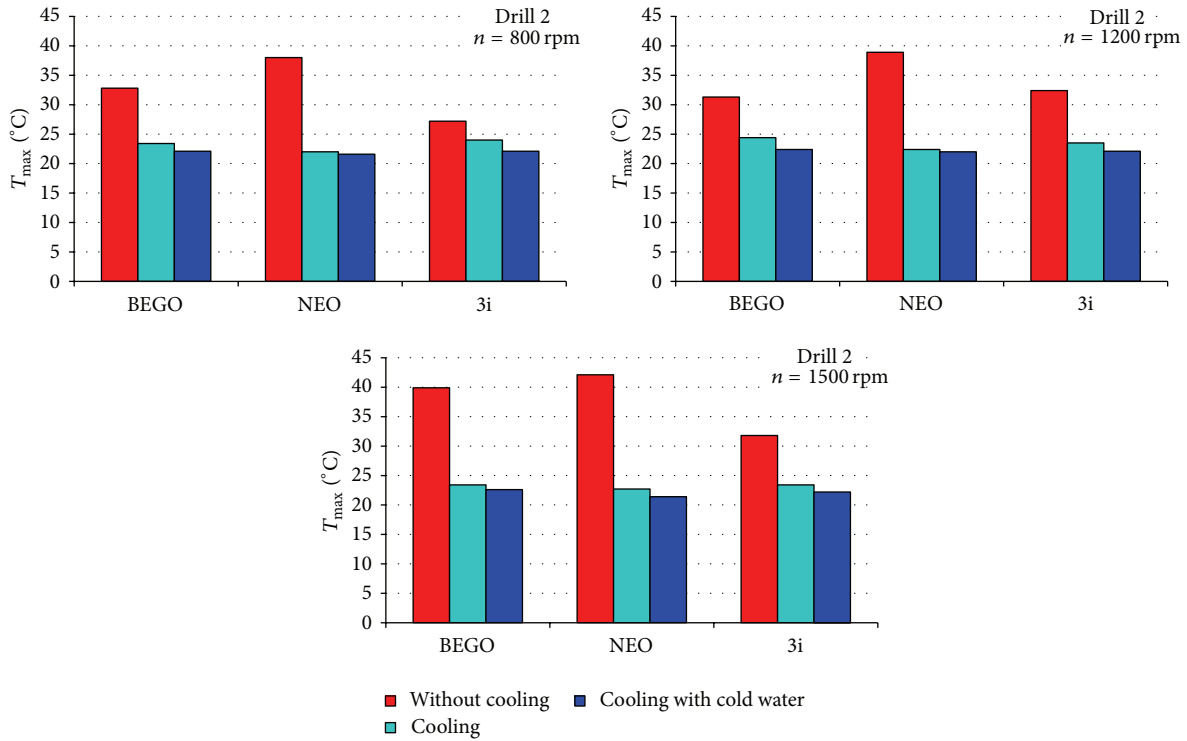 45
40
35
30
25
20
15
10
5
0
Tmax (°C)
Drill 2
n = 800 rpm
BEGO NEO 3i
45
40
35
30
25
20
15
10
5
0
Tmax (°C)
Drill 2
n = 1200 rpm
BEGO NEO 3i
45
40
35
30
25
20
15
10
5
0
Tmax (°C)
Drill 2
n = 1500 rpm
BEGO NEO 3i
Without cooling Cooling with cold water
Cooling